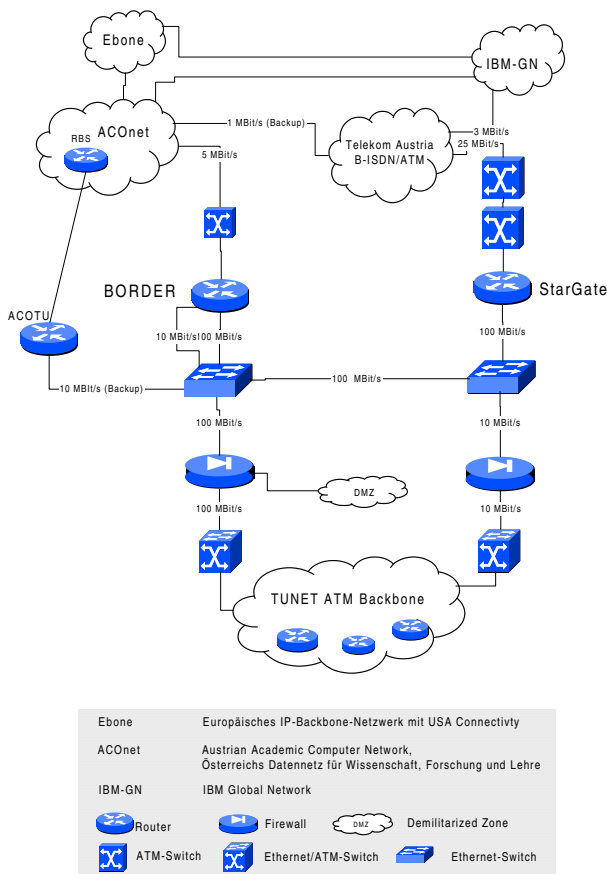 Ebone
IBM-GN
ACOnet
RBS
1 MBit/s (Backup)
Telekom Austria
B-ISDN/ATM
3 MBit/s
25 MBit/s
5 MBit/s
BORDER
StarGate
ACOTU
10 MBit/s
100 MBit/s
100 MBit/s
10 MBIt/s (Backup)
100 MBit/s
100 MBit/s
10 MBit/s
DMZ
100 MBit/s
10 MBit/s
TUNET ATM Backbone
Ebone Europäisches IP-Backbone-Netzwerk mit USA Connectivty
ACOnet Austrian Academic Computer Network,
Österreichs Datennetz für Wissenschaft, Forschung und Lehre
IBM-GN IBM Global Network
Router Firewall DMZ Demilitarized Zone
ATM-Switch Ethernet/ATM-Switch Ethernet-Switch